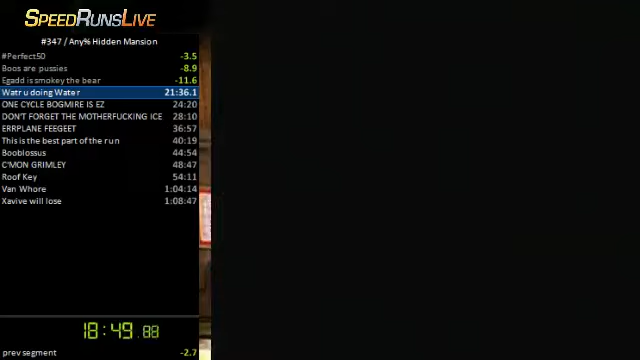 SPEEDRUNSLIVE
#347 / Any% Hidden Mansion
#Perfect50 -3.5
Boos are pussies -8.9
Egadd is smokey the bear -11.6
Wat r u doing Water 21:36.1
ONE CYCLE BOGMIRE IS EZ 24:20
DON'T FORGET THE MOTHERFUCKING ICE 28:10
ERRPLANE FEEGEET 36:57
This is the best part of the run 40:19
Booblossus 44:54
C'MON GRIMLEY 48:47
Roof Key 54:11
Van Whore 1:04:14
Xavive will lose 1:08:47
18:49.88
prev segment -2.7